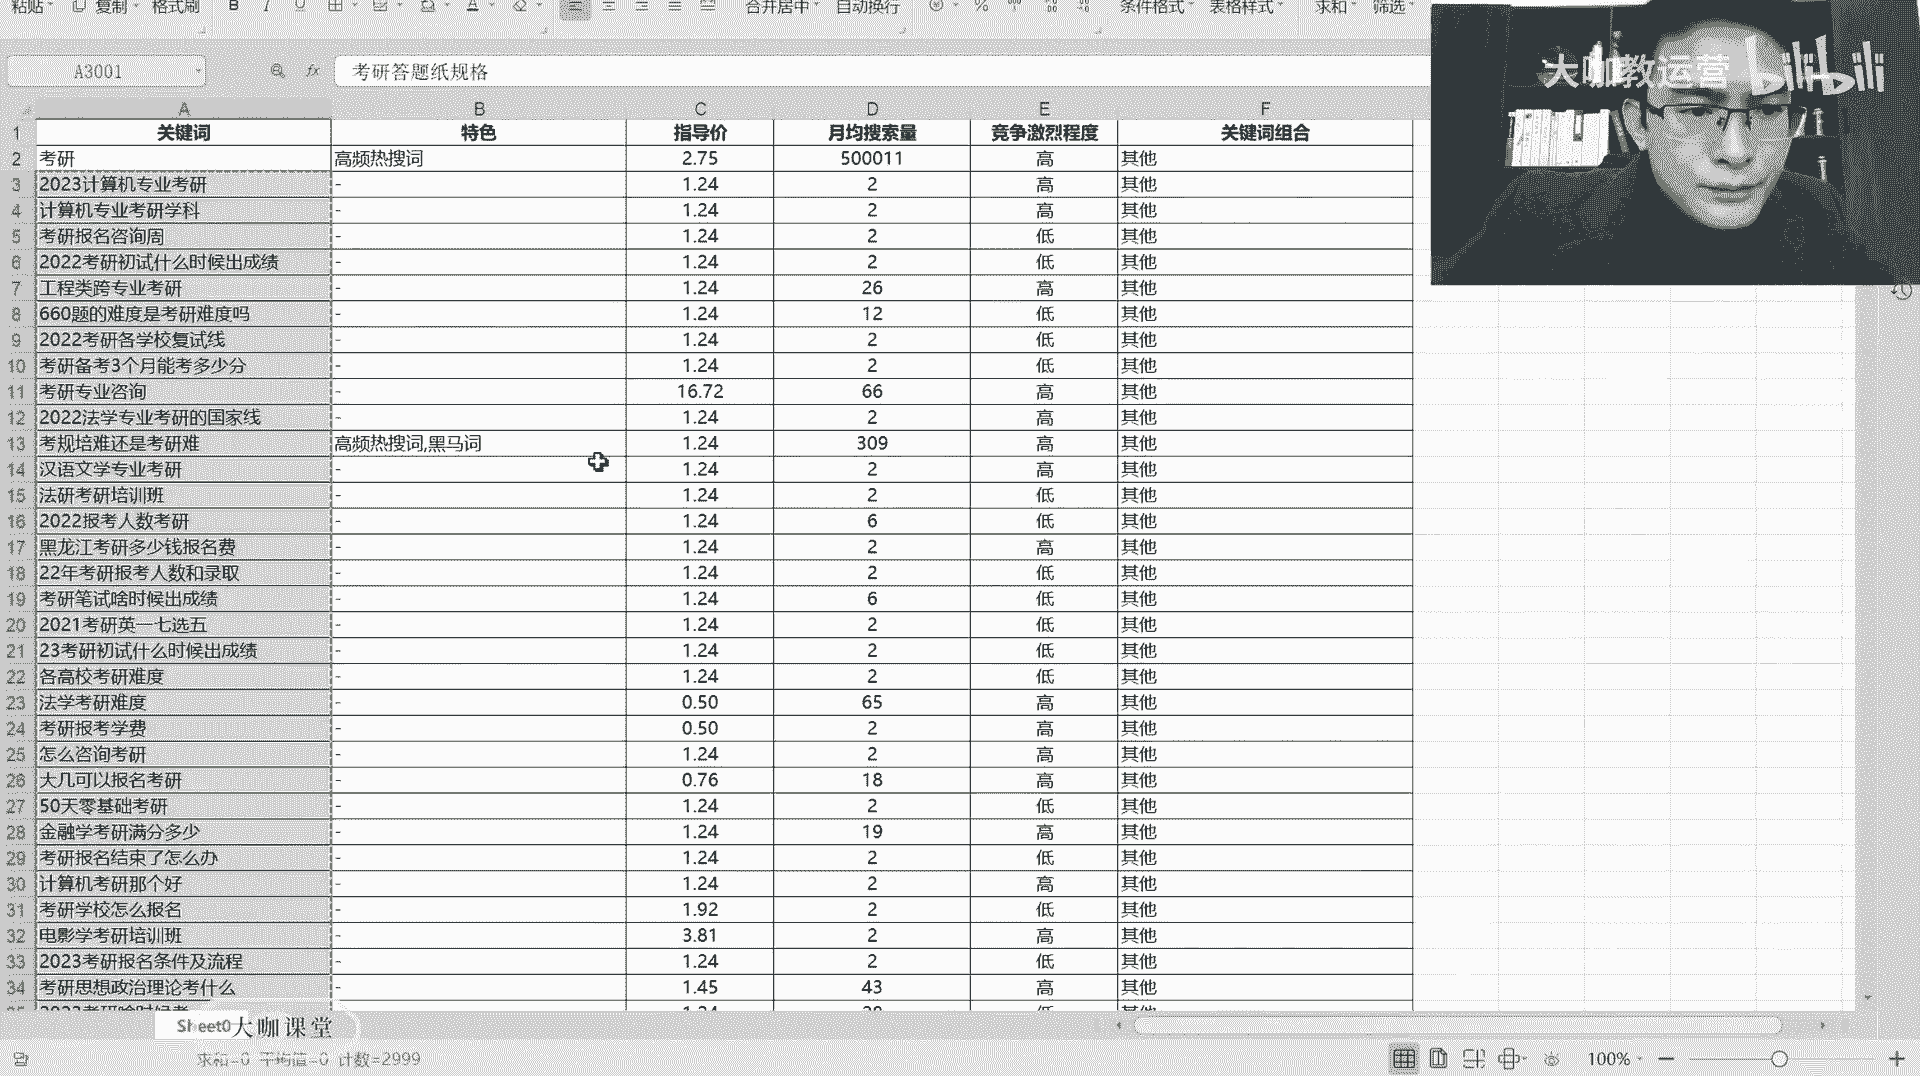 粘贴 复制 格式刷 B I U A 合并居中 自动换行 % 条件格式 表格样式 求和 筛选
A3001 fx 考研答题纸规格
大咖教运营 bilibili
A B C D E F
1 关键词 特色 指导价 月均搜索量 竞争激烈程度 关键词组合
2 考研 高频热搜词 2.75 500011 高 其他
3 2023计算机专业考研 - 1.24 2 高 其他
4 计算机专业考研学科 - 1.24 2 高 其他
5 考研报名咨询周 - 1.24 2 低 其他
6 2022考研初试什么时候出成绩 - 1.24 2 低 其他
7 工程类跨专业考研 - 1.24 26 高 其他
8 660题的难度是考研难度吗 - 1.24 12 低 其他
9 2022考研各学校复试线 - 1.24 2 低 其他
10 考研备考3个月能考多少分 - 1.24 2 低 其他
11 考研专业咨询 - 16.72 66 高 其他
12 2022法学专业考研的国家线 - 1.24 2 高 其他
13 考规培难还是考研难 高频热搜词,黑马词 1.24 309 高 其他
14 汉语文学专业考研 - 1.24 2 高 其他
15 法研考研培训班 - 1.24 2 低 其他
16 2022报考人数考研 - 1.24 6 低 其他
17 黑龙江考研多少钱报名费 - 1.24 2 高 其他
18 22年考研报考人数和录取 - 1.24 2 低 其他
19 考研笔试啥时候出成绩 - 1.24 6 低 其他
20 2021考研英一七选五 - 1.24 2 低 其他
21 23考研初试什么时候出成绩 - 1.24 2 低 其他
22 各高校考研难度 - 1.24 2 低 其他
23 法学考研难度 - 0.50 65 高 其他
24 考研报考学费 - 0.50 2 高 其他
25 怎么咨询考研 - 1.24 2 高 其他
26 大几可以报名考研 - 0.76 18 高 其他
27 50天零基础考研 - 1.24 2 低 其他
28 金融学考研满分多少 - 1.24 19 高 其他
29 考研报名结束了怎么办 - 1.24 2 低 其他
30 计算机考研那个好 - 1.24 2 高 其他
31 考研学校怎么报名 - 1.92 2 低 其他
32 电影学考研培训班 - 3.81 2 高 其他
33 2023考研报名条件及流程 - 1.24 2 低 其他
34 考研思想政治理论考什么 - 1.45 43 高 其他
Sheet0 大咖课堂
求和=0 平均值=0 计数=2999 100%